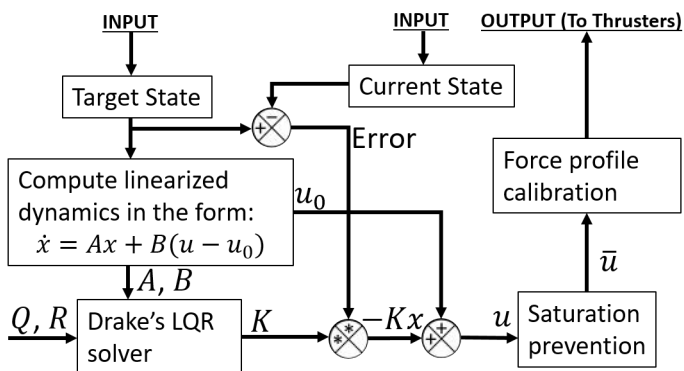 INPUT
INPUT
OUTPUT (To Thrusters)
Target State
Current State
+ −
Error
Compute linearized
dynamics in the form:
ẋ = Ax + B(u − u₀)
u₀
Force profile
calibration
A, B
ū
Q, R
Drake's LQR
solver
K
* *
−Kx
+ +
u
Saturation
prevention